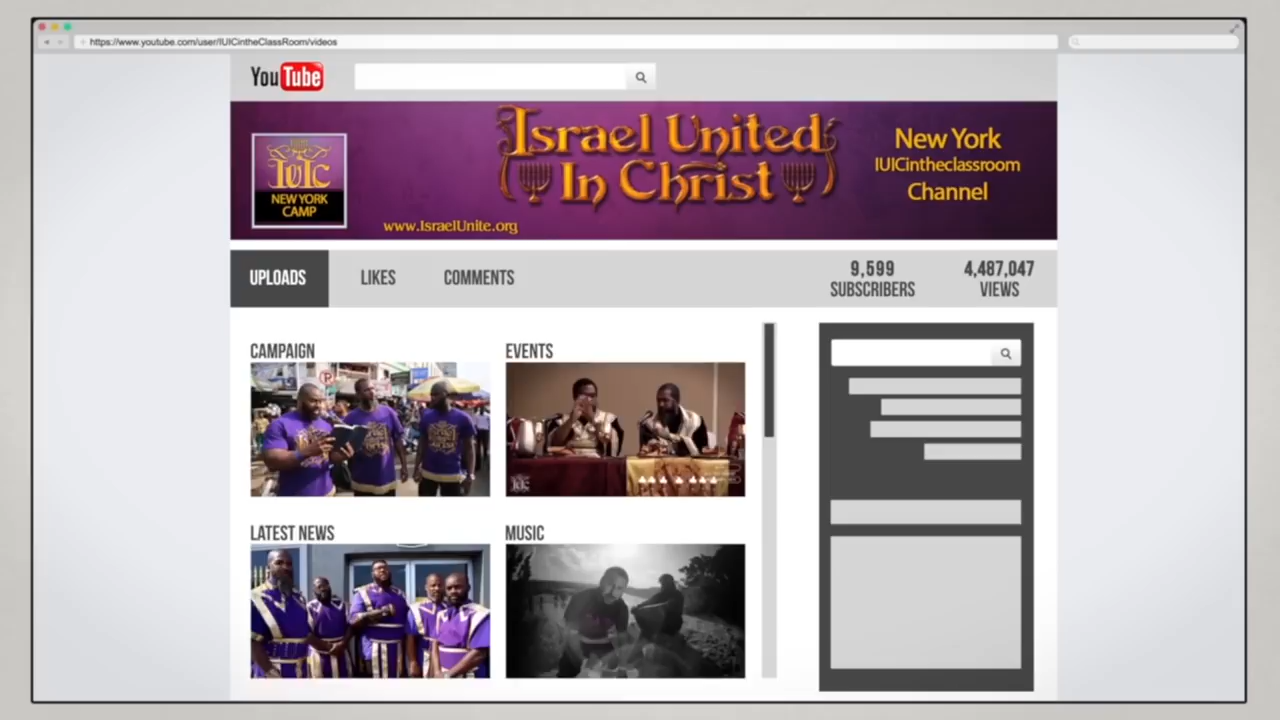 https://www.youtube.com/user/IUICintheClassRoom/videos
YouTube
Israel United
In Christ
New York
IUICintheclassroom
Channel
IUIC
NEW YORK
CAMP
www.IsraelUnite.org
UPLOADS
LIKES
COMMENTS
9,599
SUBSCRIBERS
4,487,047
VIEWS
CAMPAIGN
EVENTS
P
IUIC
LATEST NEWS
MUSIC